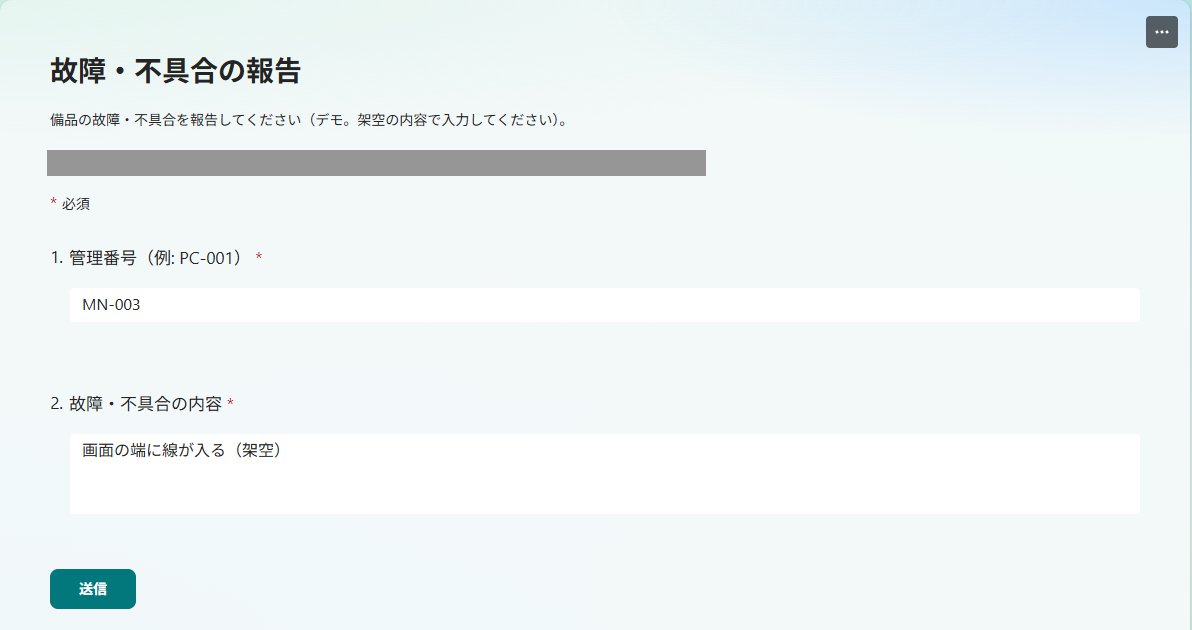 故障・不具合の報告
備品の故障・不具合を報告してください（デモ。架空の内容で入力してください）。
* 必須
1. 管理番号（例: PC-001） *
MN-003
2. 故障・不具合の内容 *
画面の端に線が入る（架空）
送信